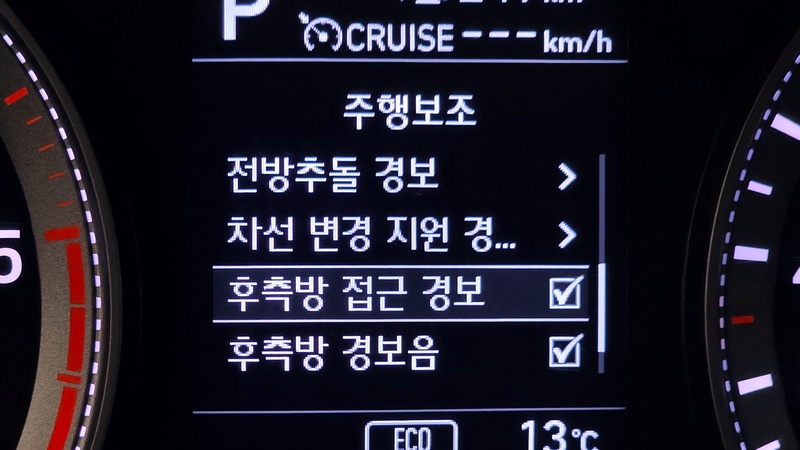 P
CRUISE --- km/h
주행보조
전방추돌 경보
차선 변경 지원 경...
후측방 접근 경보
후측방 경보음
5
ECO 13℃